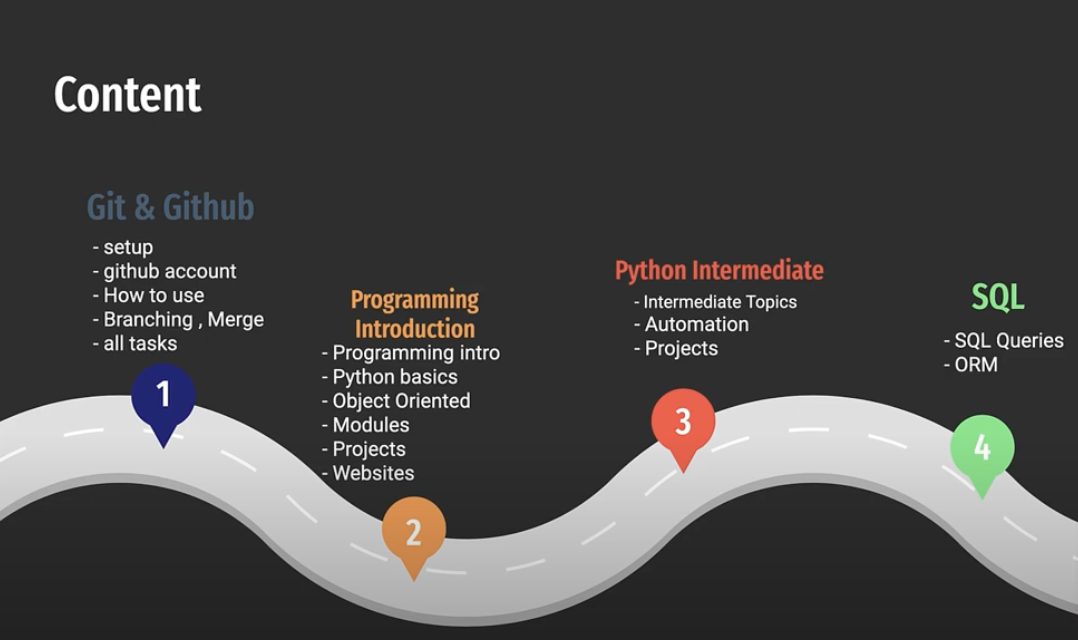 Content
Git & Github
- setup
- github account
- How to use
- Branching , Merge
- all tasks
1
Programming
Introduction
- Programming intro
- Python basics
- Object Oriented
- Modules
- Projects
- Websites
2
Python Intermediate
- Intermediate Topics
- Automation
- Projects
3
SQL
- SQL Queries
- ORM
4